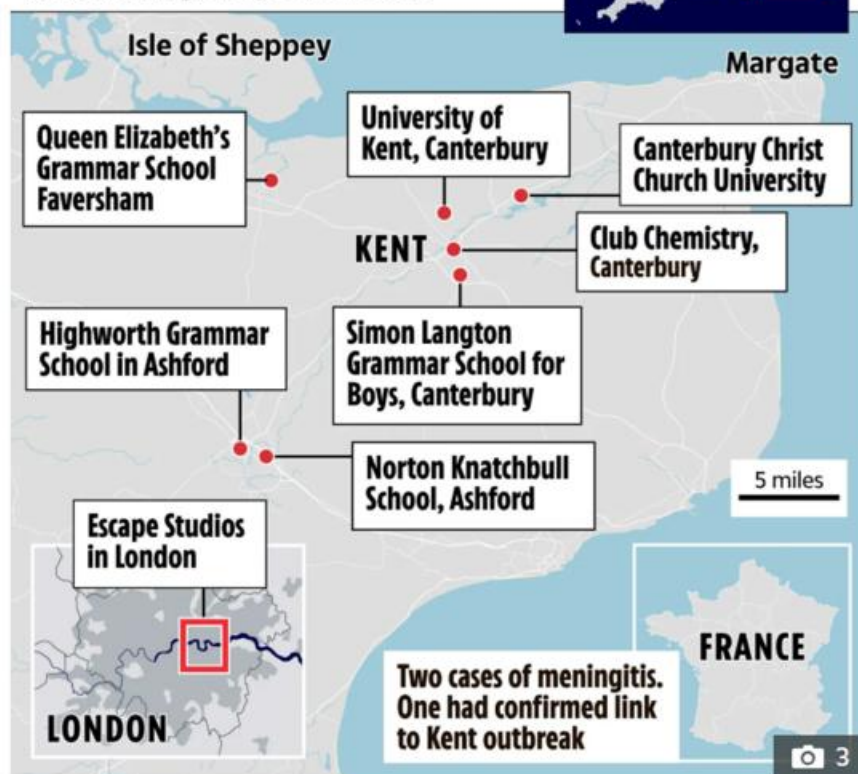 Isle of Sheppey
Margate
Queen Elizabeth's
Grammar School
Faversham
University of
Kent, Canterbury
Canterbury Christ
Church University
KENT
Club Chemistry,
Canterbury
Highworth Grammar
School in Ashford
Simon Langton
Grammar School for
Boys, Canterbury
Norton Knatchbull
School, Ashford
5 miles
Escape Studios
in London
LONDON
Two cases of meningitis.
One had confirmed link
to Kent outbreak
FRANCE
3